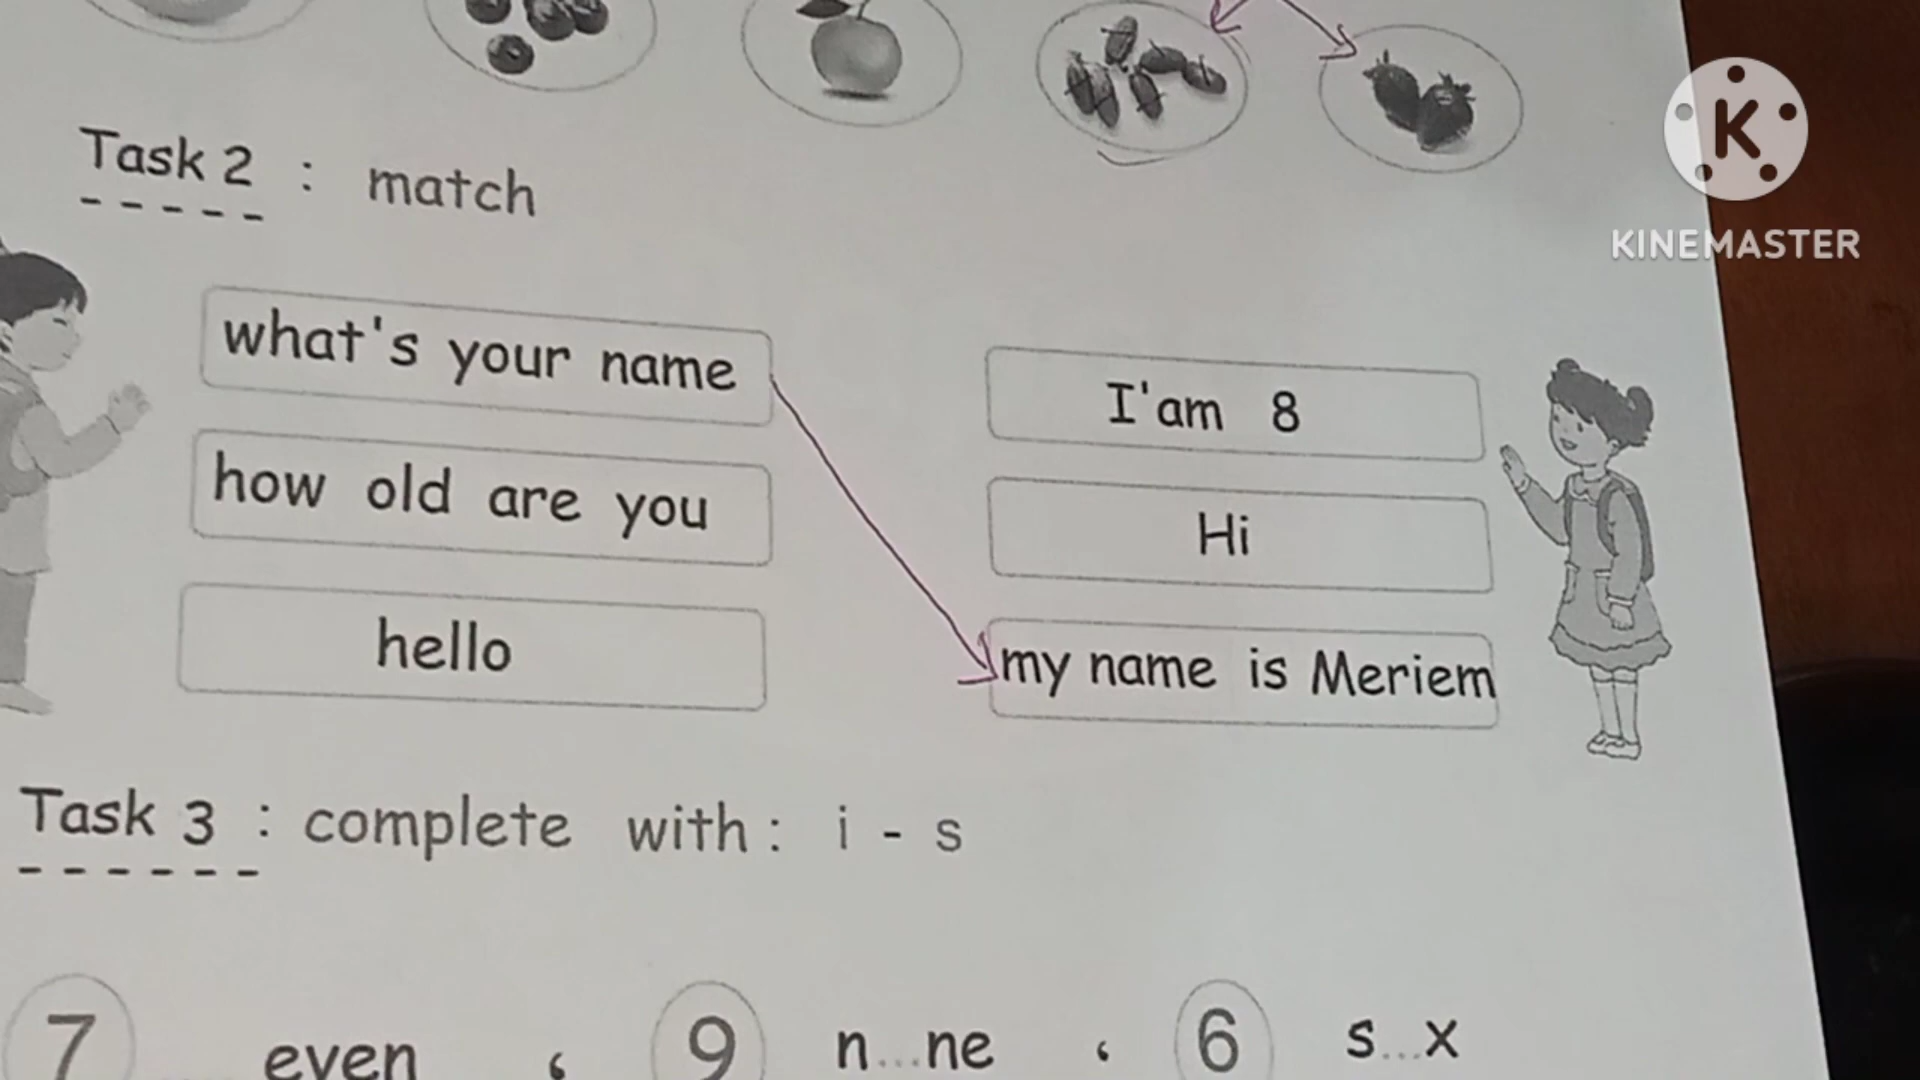 Task 2 : match
what's your name
I'am 8
how old are you
Hi
hello
my name is Meriem
Task 3 : complete with : i - s
7 .... even ، 9 n...ne ، 6 s...x
K
KINEMASTER